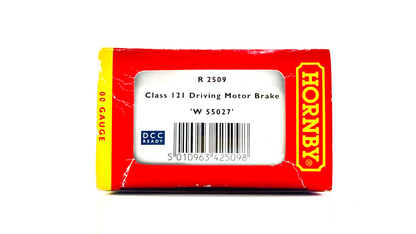 R 2509
Class 121 Driving Motor Brake
'W 55027'
DCC
READY
5 010963 425098
00 GAUGE
HORNBY®